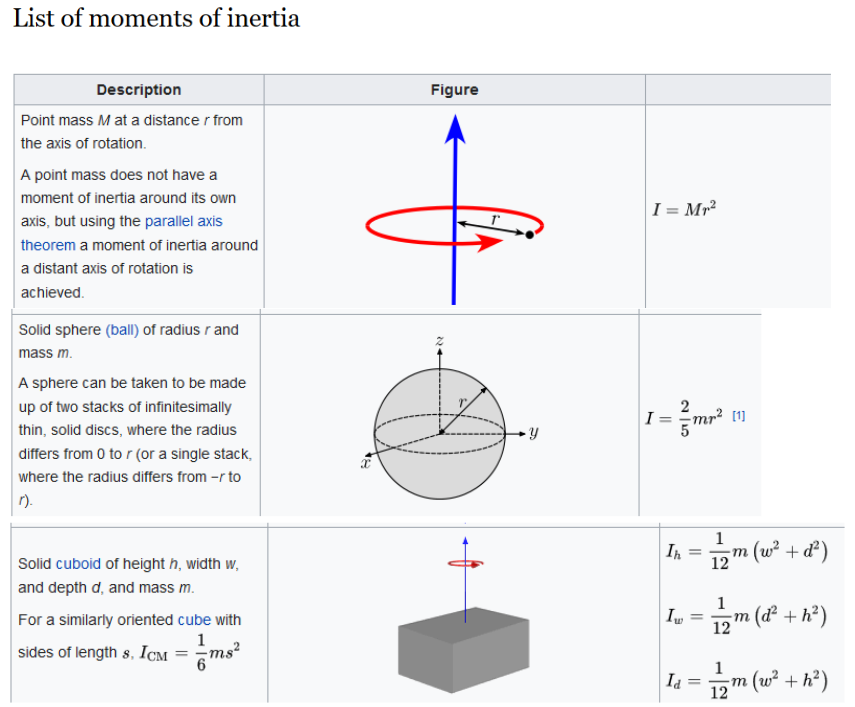 List of moments of inertia
Description
Figure
Point mass M at a distance r from
the axis of rotation.
A point mass does not have a
moment of inertia around its own
axis, but using the parallel axis
theorem a moment of inertia around
a distant axis of rotation is
achieved.
r
I = Mr²
Solid sphere (ball) of radius r and
mass m.
A sphere can be taken to be made
up of two stacks of infinitesimally
thin, solid discs, where the radius
differs from 0 to r (or a single stack,
where the radius differs from −r to
r).
z
r
y
x
I = 2/5 mr² [1]
Solid cuboid of height h, width w,
and depth d, and mass m.
For a similarly oriented cube with
sides of length s, I_CM = 1/6 ms²
I_h = 1/12 m (w² + d²)
I_w = 1/12 m (d² + h²)
I_d = 1/12 m (w² + h²)